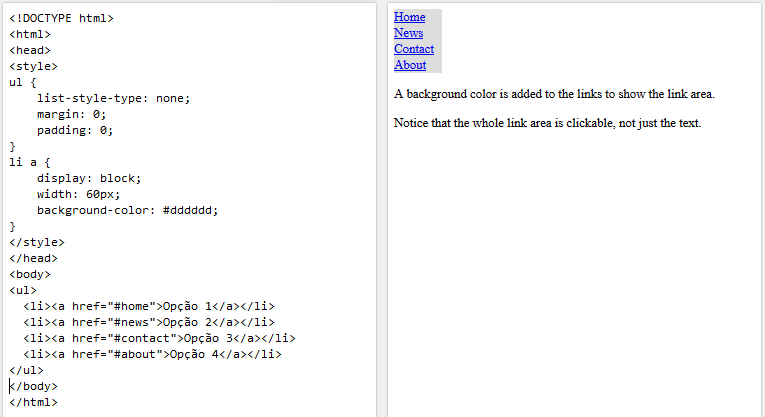 <!DOCTYPE html>
<html>
<head>
<style>
ul {
    list-style-type: none;
    margin: 0;
    padding: 0;
}
li a {
    display: block;
    width: 60px;
    background-color: #dddddd;
}
</style>
</head>
<body>
<ul>
  <li><a href="#home">Opção 1</a></li>
  <li><a href="#news">Opção 2</a></li>
  <li><a href="#contact">Opção 3</a></li>
  <li><a href="#about">Opção 4</a></li>
</ul>
</body>
</html>
Home
News
Contact
About
A background color is added to the links to show the link area.
Notice that the whole link area is clickable, not just the text.